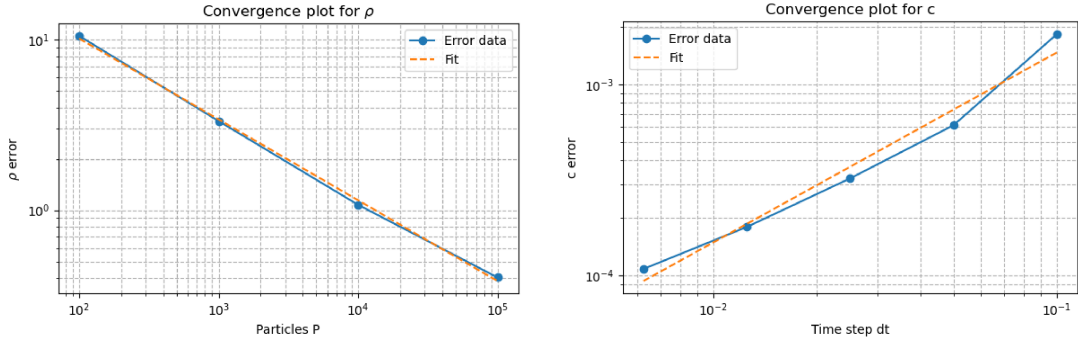 Convergence plot for ρ
Error data
Fit
10¹
10⁰
ρ error
10² 10³ 10⁴ 10⁵
Particles P
Convergence plot for c
Error data
Fit
10⁻³
10⁻⁴
c error
10⁻² 10⁻¹
Time step dt